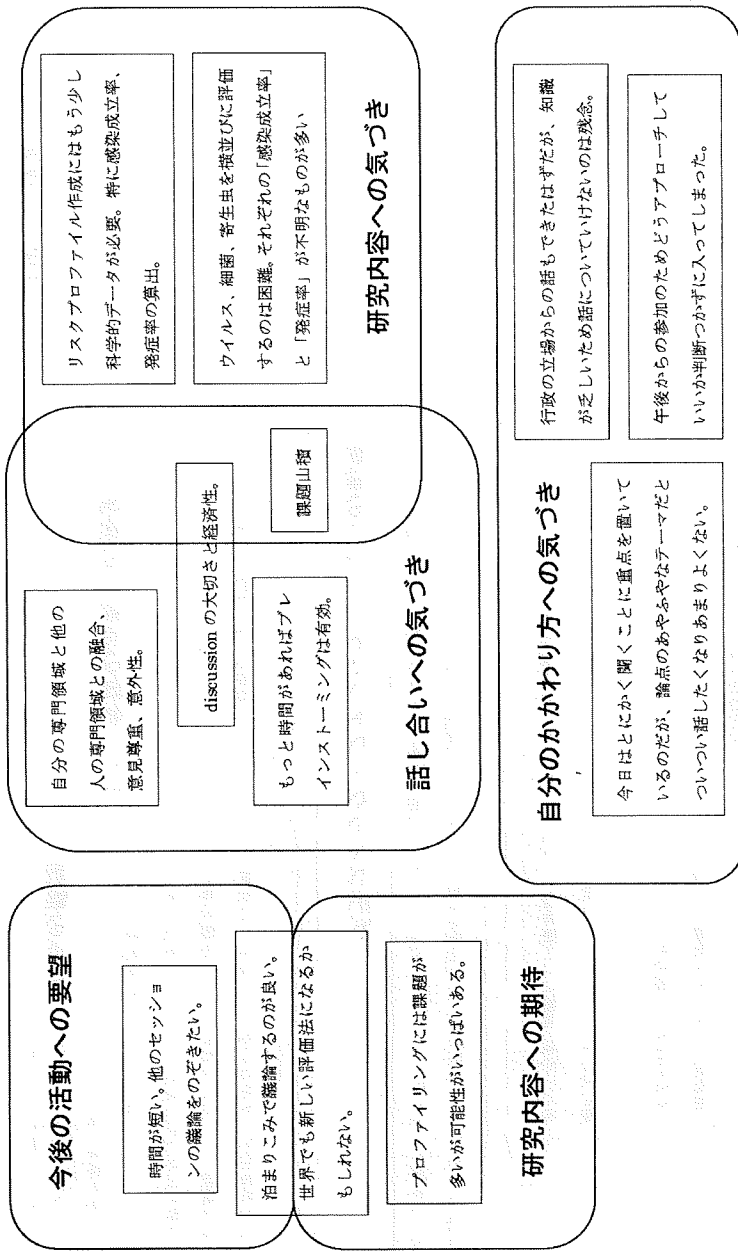 今後の活動への要望
時間が短い。他のセッショ
ンの議論をのぞきたい。
泊まりこみで議論するのが良い。
世界でも新しい評価法になるか
もしれない。
プロファイリングには課題が
多いが可能性がいっぱいある。
研究内容への期待
自分の専門領域と他の
人の専門領域との融合、
意見尊重、意外性。
discussion の大切さと経済性。
もっと時間があればブレ
インストーミングは有効。
課題山積
話し合いへの気づき
リスクプロファイル作成にはもう少し
科学的データが必要。特に感染成立率、
発症率の算出。
ウイルス、細菌、寄生虫を横並びに評価
するのは困難。それぞれの「感染成立率」
と「発症率」が不明なものが多い
研究内容への気づき
自分のかかわり方への気づき
今日はとにかく聞くことに重点を置いて
いるのだが、論点のあやふやなテーマだと
ついつい話したくなりあまりよくない。
行政の立場からの話もできたはずだが、知識
が乏しいため話についていけないのは残念。
午後からの参加のためどうアプローチして
いいか判断つかずに入ってしまった。